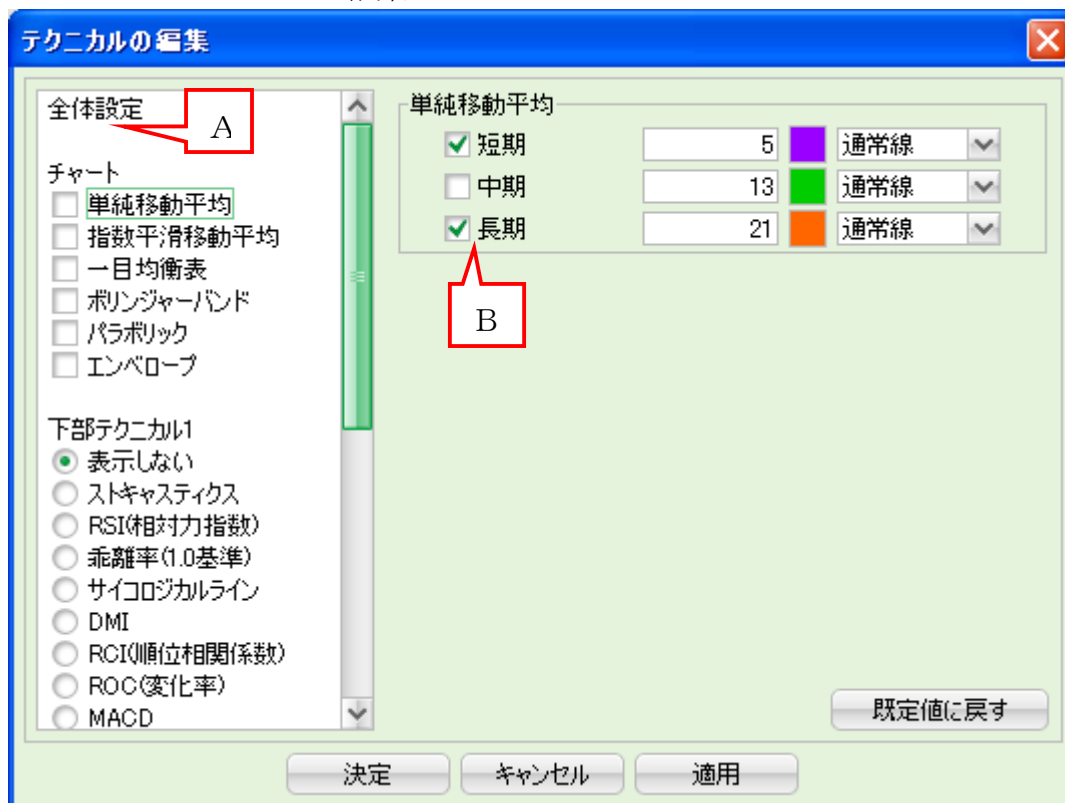 テクニカルの編集
全体設定
A
チャート
単純移動平均
指数平滑移動平均
一目均衡表
ボリンジャーバンド
パラボリック
エンベロープ
下部テクニカル1
表示しない
ストキャスティクス
RSI(相対力指数)
乖離率(1.0基準)
サイコロジカルライン
DMI
RCI(順位相関係数)
ROC(変化率)
MACD
単純移動平均
短期 5 通常線
中期 13 通常線
長期 21 通常線
B
既定値に戻す
決定 キャンセル 適用